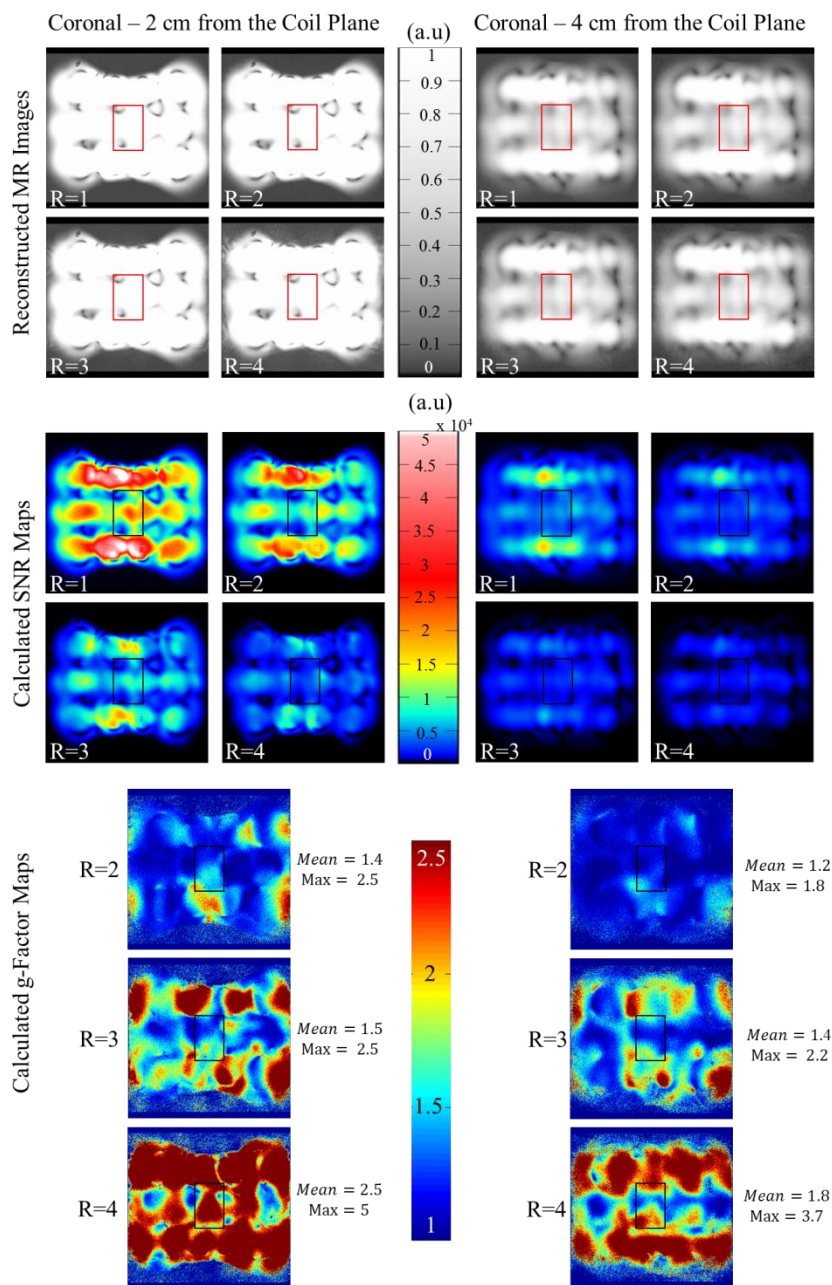 Coronal – 2 cm from the Coil Plane
(a.u)
Coronal – 4 cm from the Coil Plane
Reconstructed MR Images
R=1
R=2
R=3
R=4
1
0.9
0.8
0.7
0.6
0.5
0.4
0.3
0.2
0.1
0
R=1
R=2
R=3
R=4
Calculated SNR Maps
(a.u)
x 10⁴
R=1
R=2
R=3
R=4
5
4.5
4
3.5
3
2.5
2
1.5
1
0.5
0
R=1
R=2
R=3
R=4
Calculated g-Factor Maps
R=2
Mean = 1.4
Max = 2.5
R=3
Mean = 1.5
Max = 2.5
R=4
Mean = 2.5
Max = 5
2.5
2
1.5
1
R=2
Mean = 1.2
Max = 1.8
R=3
Mean = 1.4
Max = 2.2
R=4
Mean = 1.8
Max = 3.7